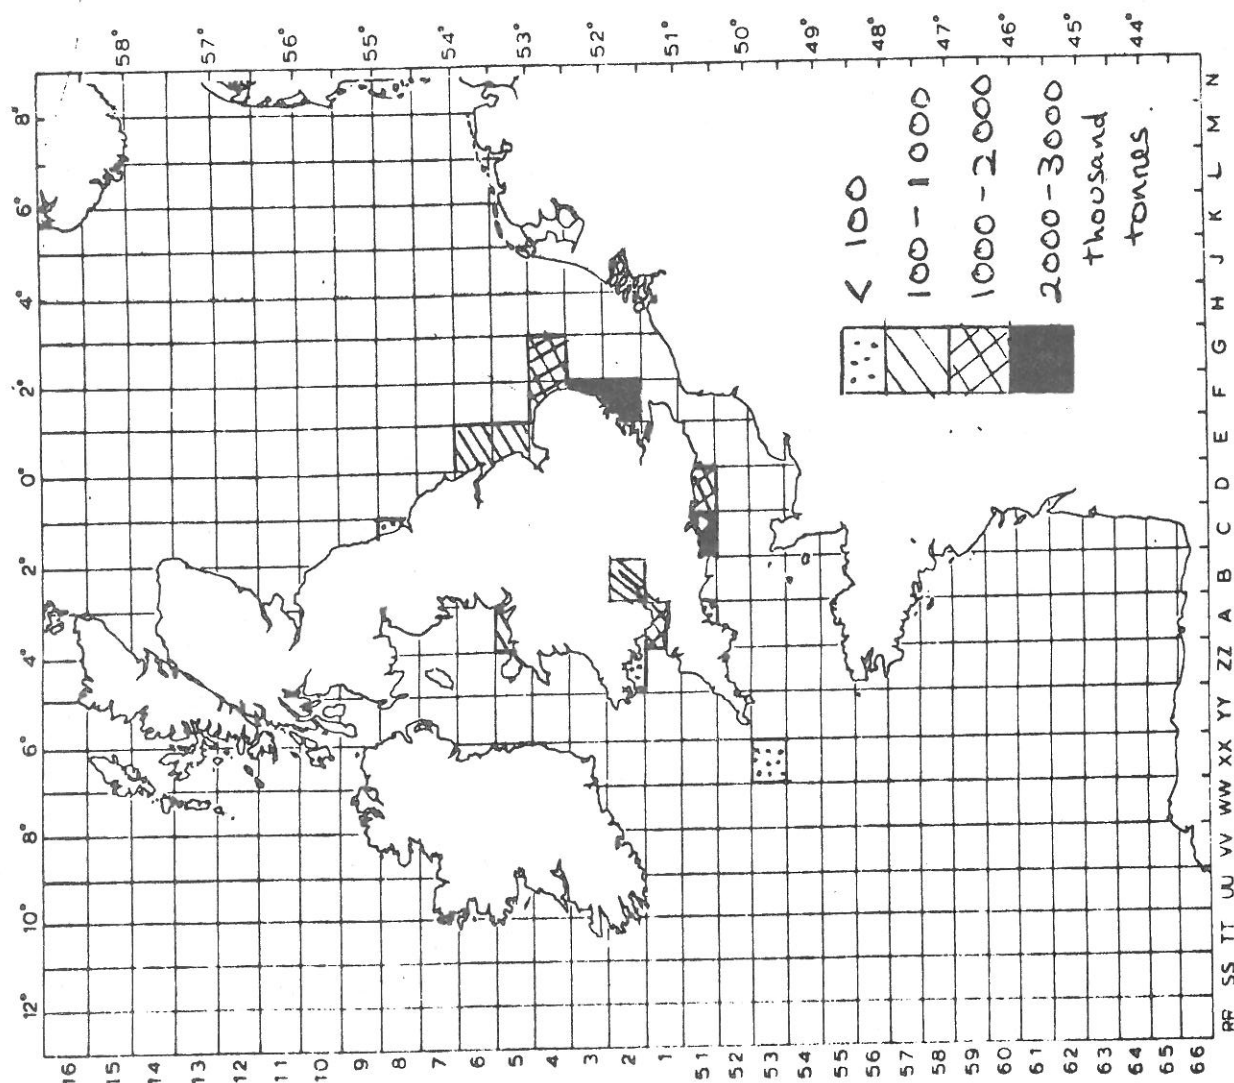 58° 57° 56° 55° 54° 53° 52° 51° 50° 49° 48° 47° 46° 45° 44°
8°
6°
4°
2°
0°
2°
4°
6°
8°
10°
12°
< 100
100-1000
1000-2000
2000-3000
thousand
tonnes.
N
M
L
K
J
H
G
F
E
D
C
B
A
ZZ
YY
XX
WW
VV
UU
TT
SS
RR
16 15 14 13 12 11 10 9 8 7 6 5 4 3 2 1 51 52 53 55 56 57 58 59 60 61 62 63 64 65 66